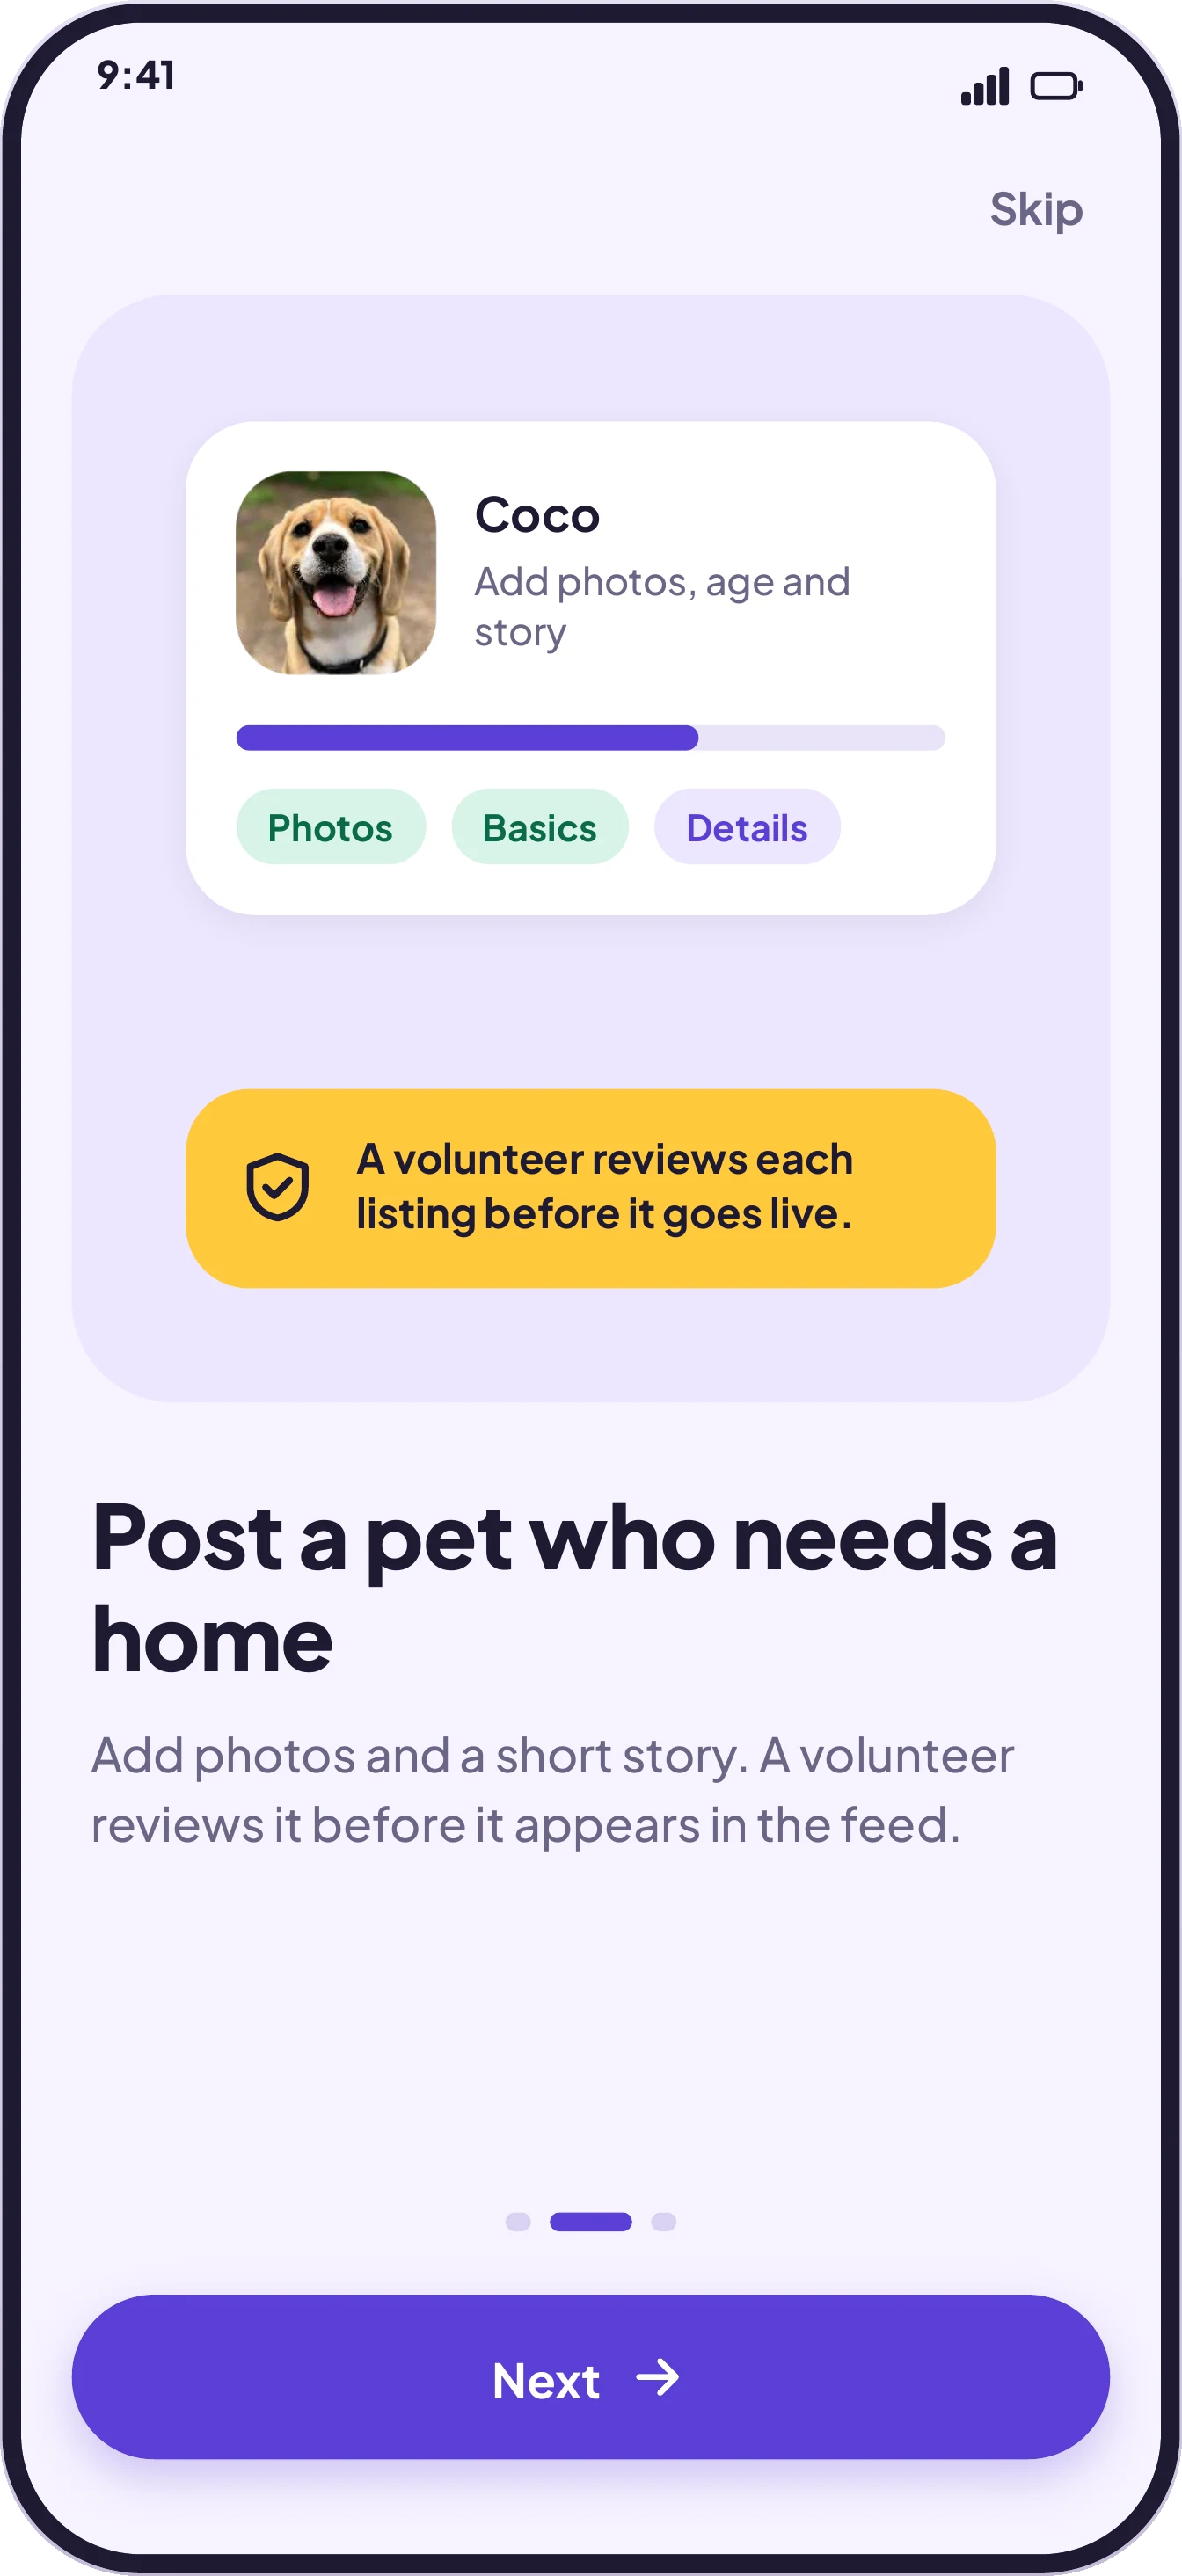 9:41
Skip
Coco
Add photos, age and
story
Photos Basics Details
A volunteer reviews each
listing before it goes live.
Post a pet who needs a
home
Add photos and a short story. A volunteer
reviews it before it appears in the feed.
Next